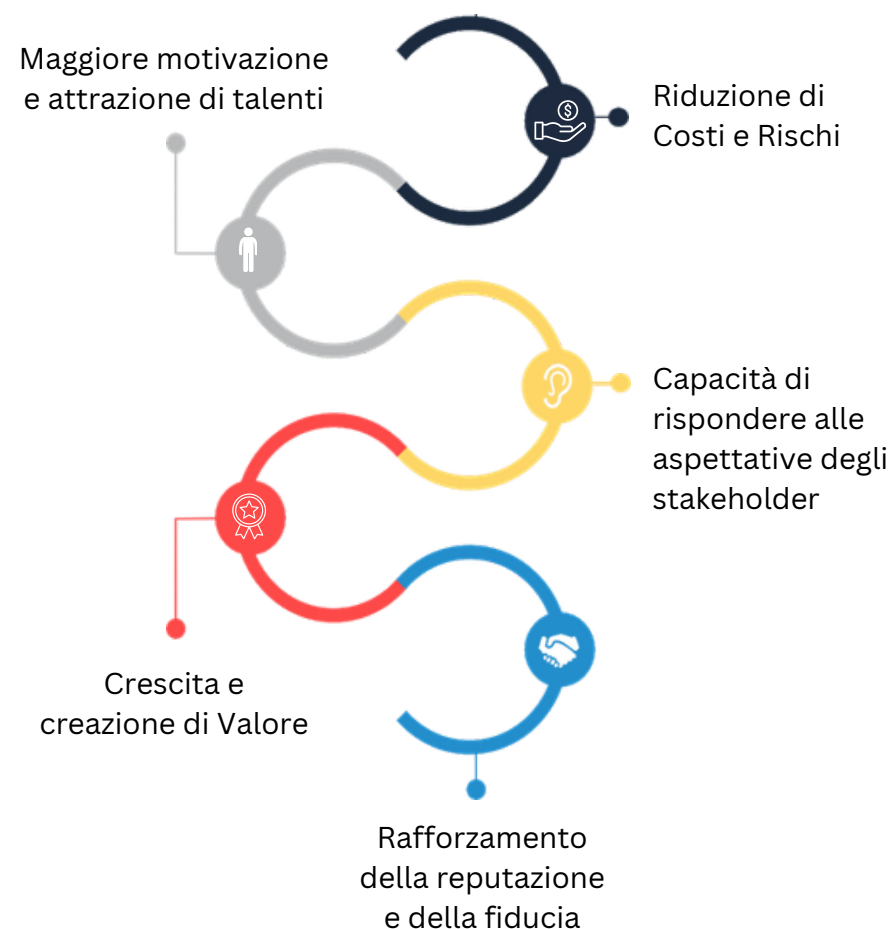 Maggiore motivazione
e attrazione di talenti
Riduzione di
Costi e Rischi
$
Capacità di
rispondere alle
aspettative degli
stakeholder
Crescita e
creazione di Valore
Rafforzamento
della reputazione
e della fiducia